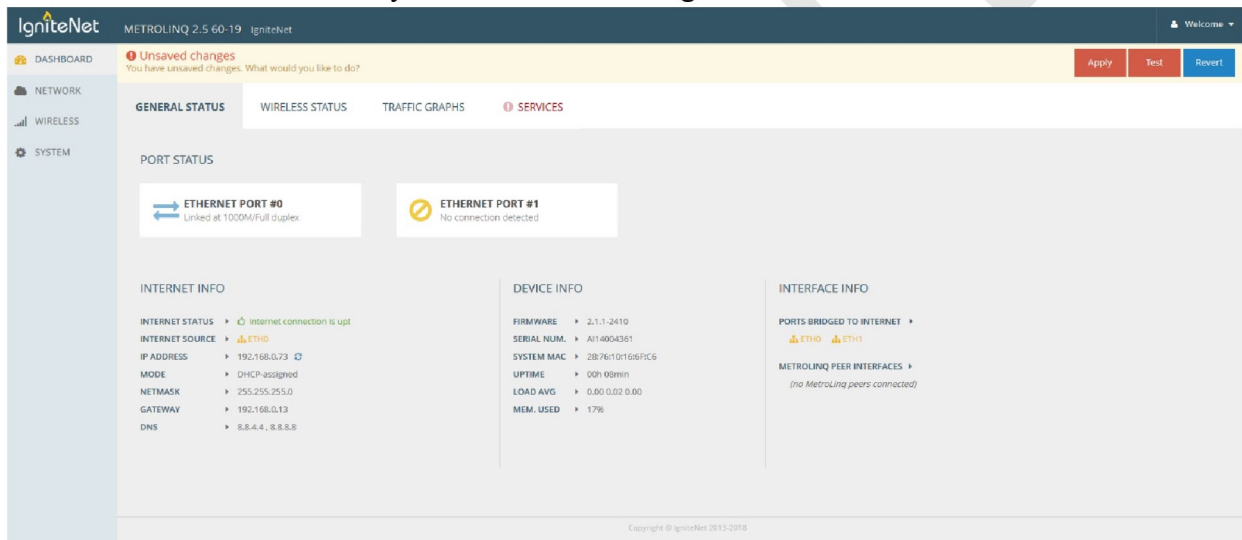 IgniteNet
METROLINQ 2.5 60-19 IgniteNet
Welcome
DASHBOARD
NETWORK
WIRELESS
SYSTEM
Unsaved changes
You have unsaved changes. What would you like to do?
Apply Test Revert
GENERAL STATUS WIRELESS STATUS TRAFFIC GRAPHS SERVICES
PORT STATUS
ETHERNET PORT #0
Linked at 1000M/Full duplex
ETHERNET PORT #1
No connection detected
INTERNET INFO
INTERNET STATUS Internet connection is up!
INTERNET SOURCE ETH0
IP ADDRESS 192.168.0.73
MODE DHCP-assigned
NETMASK 255.255.255.0
GATEWAY 192.168.0.13
DNS 8.8.4.4 , 8.8.8.8
DEVICE INFO
FIRMWARE 2.1.1-2410
SERIAL NUM. AI14004361
SYSTEM MAC 28:76:10:16:6F:C6
UPTIME 00h 08min
LOAD AVG 0.00 0.02 0.00
MEM. USED 17%
INTERFACE INFO
PORTS BRIDGED TO INTERNET
ETH0 ETH1
METROLINQ PEER INTERFACES
(no MetroLinq peers connected)
Copyright © IgniteNet 2013-2018